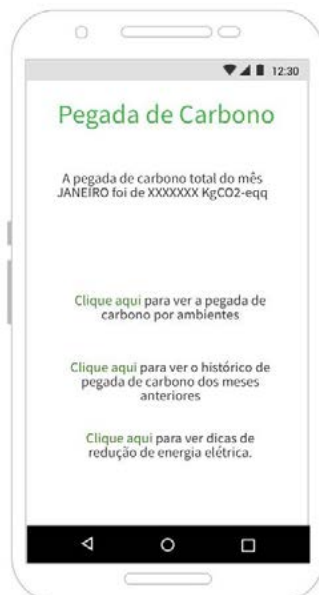 12:30
Pegada de Carbono
A pegada de carbono total do mês
JANEIRO foi de XXXXXXX KgCO2-eqq
Clique aqui para ver a pegada de
carbono por ambientes
Clique aqui para ver o histórico de
pegada de carbono dos meses
anteriores
Clique aqui para ver dicas de
redução de energia elétrica.